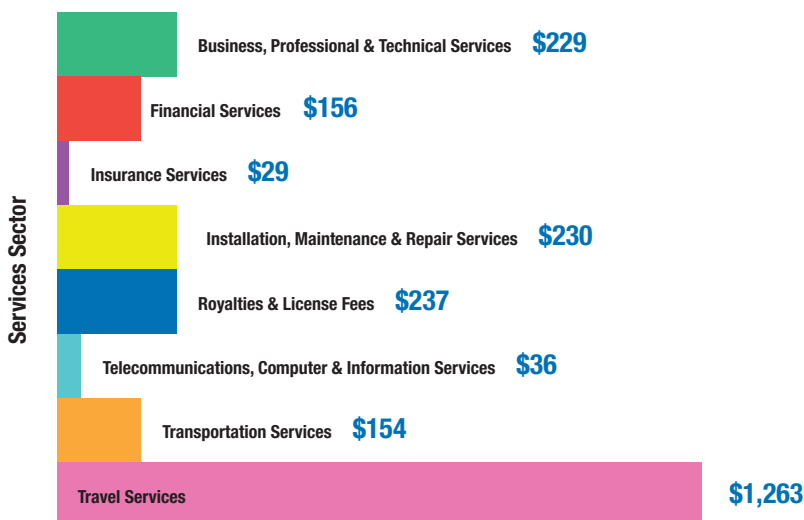 Services Sector
Business, Professional & Technical Services $229
Financial Services $156
Insurance Services $29
Installation, Maintenance & Repair Services $230
Royalties & License Fees $237
Telecommunications, Computer & Information Services $36
Transportation Services $154
Travel Services $1,263